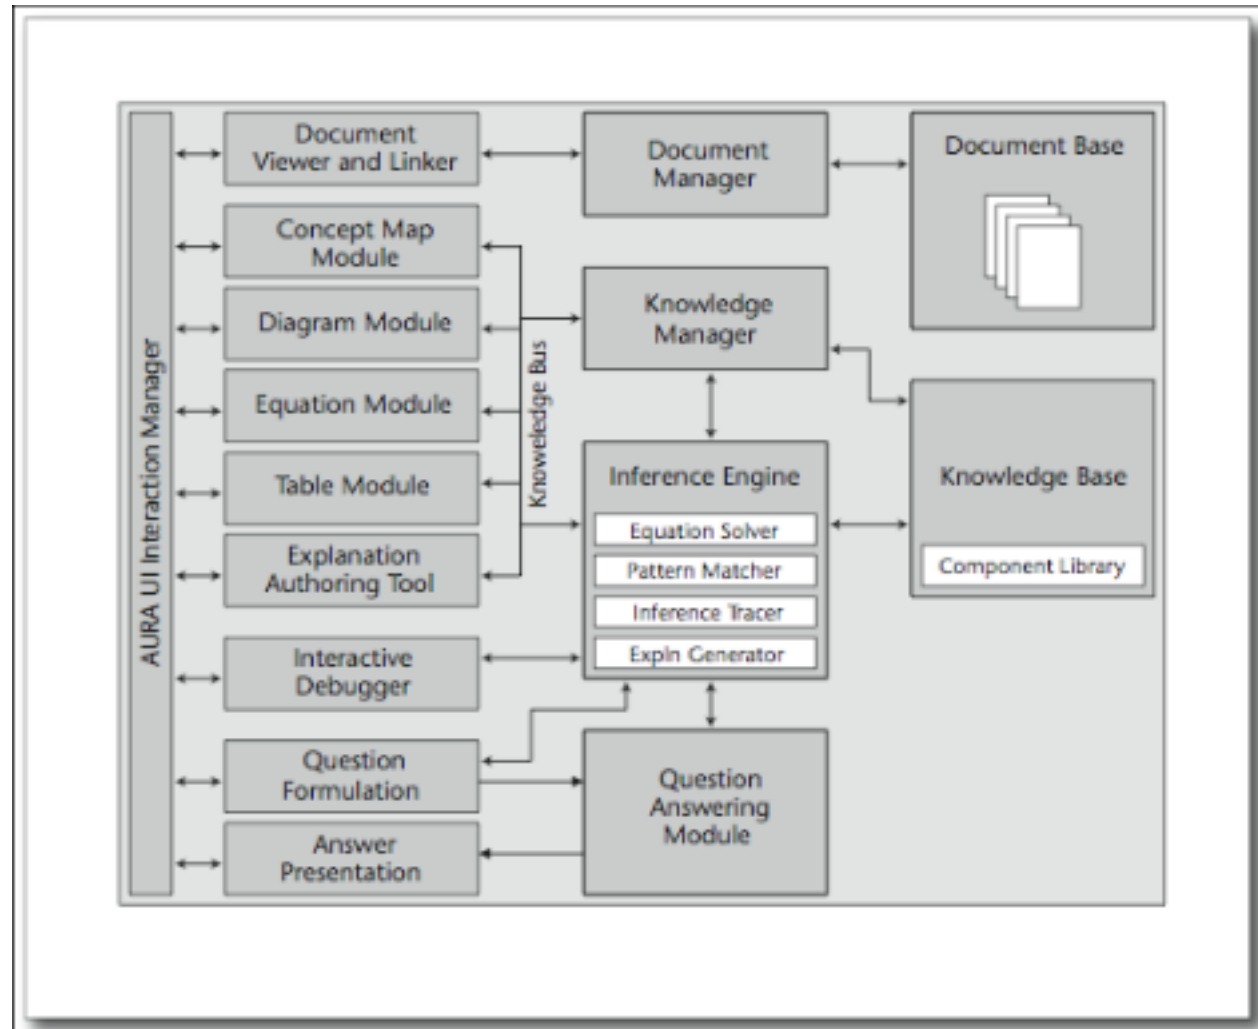 AURA UI Interaction Manager
Document
Viewer and Linker
Concept Map
Module
Diagram Module
Equation Module
Table Module
Explanation
Authoring Tool
Interactive
Debugger
Question
Formulation
Answer
Presentation
Knoweledge Bus
Document
Manager
Knowledge
Manager
Inference Engine
Equation Solver
Pattern Matcher
Inference Tracer
Expln Generator
Question
Answering
Module
Document Base
Knowledge Base
Component Library